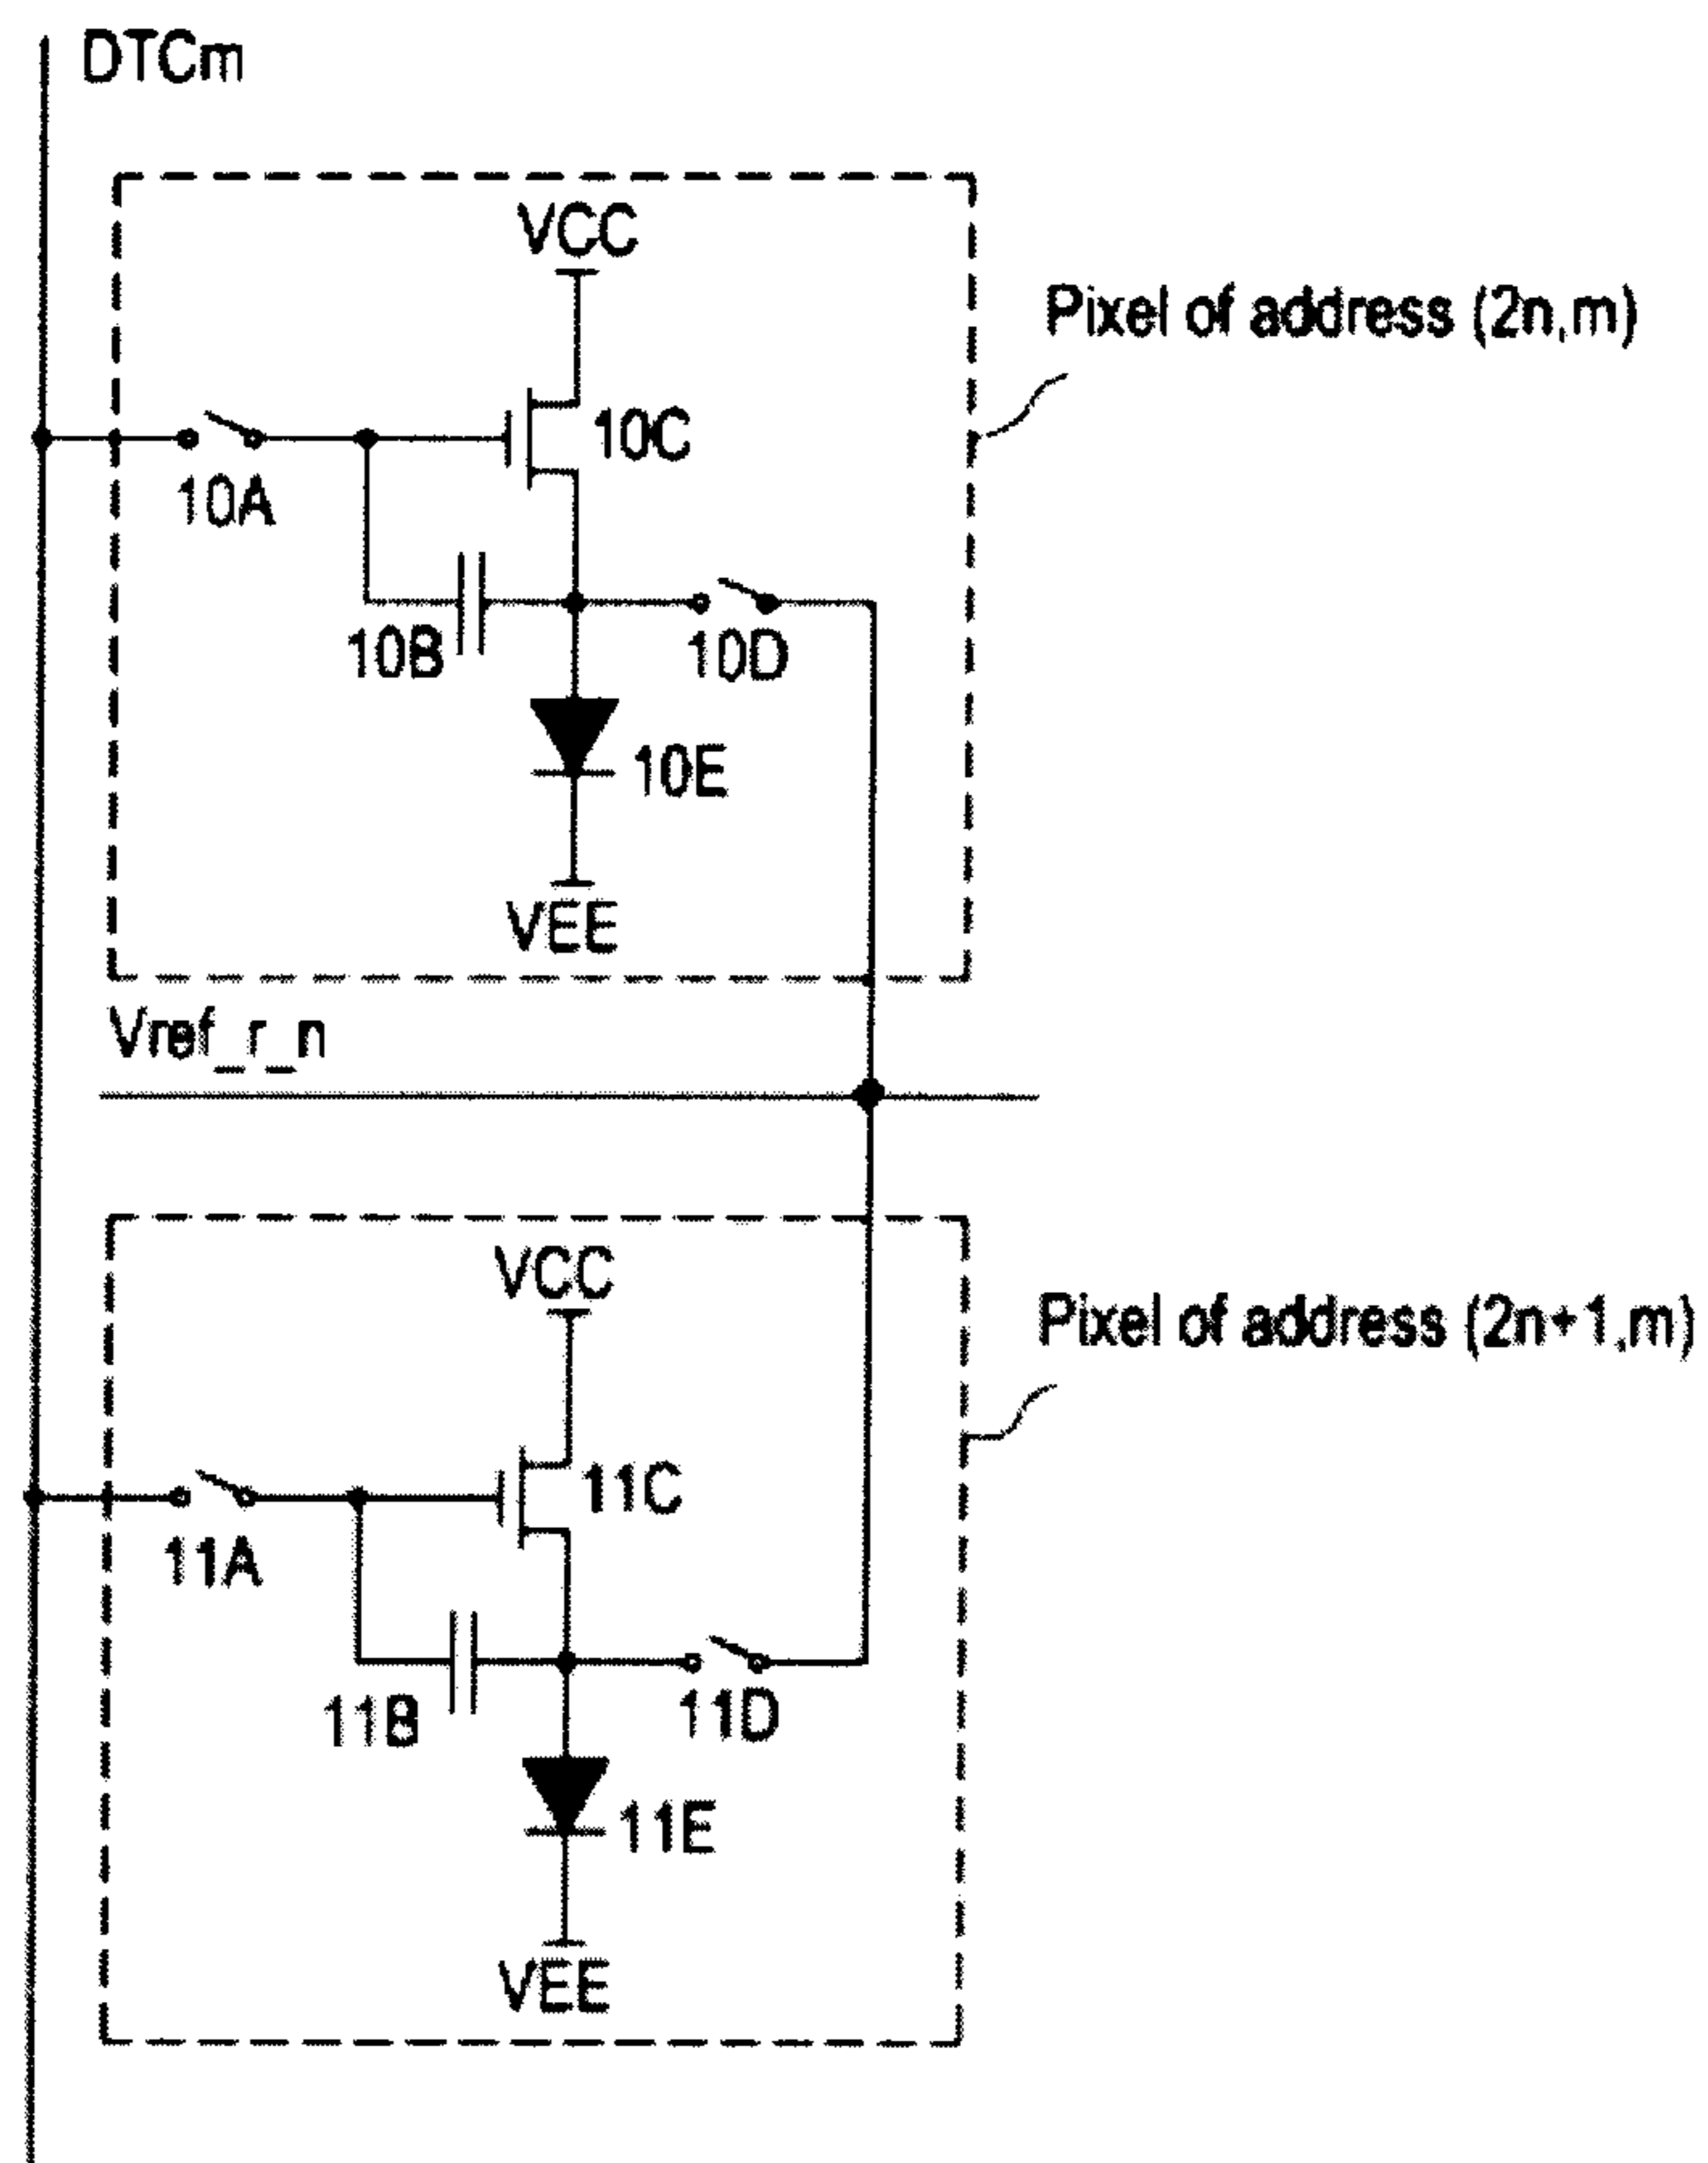 DTCm
VCC
Pixel of address (2n,m)
10C
10A
10B
10D
10E
VEE
Vref_r_n
VCC
Pixel of address (2n+1,m)
11C
11A
11B
11D
11E
VEE